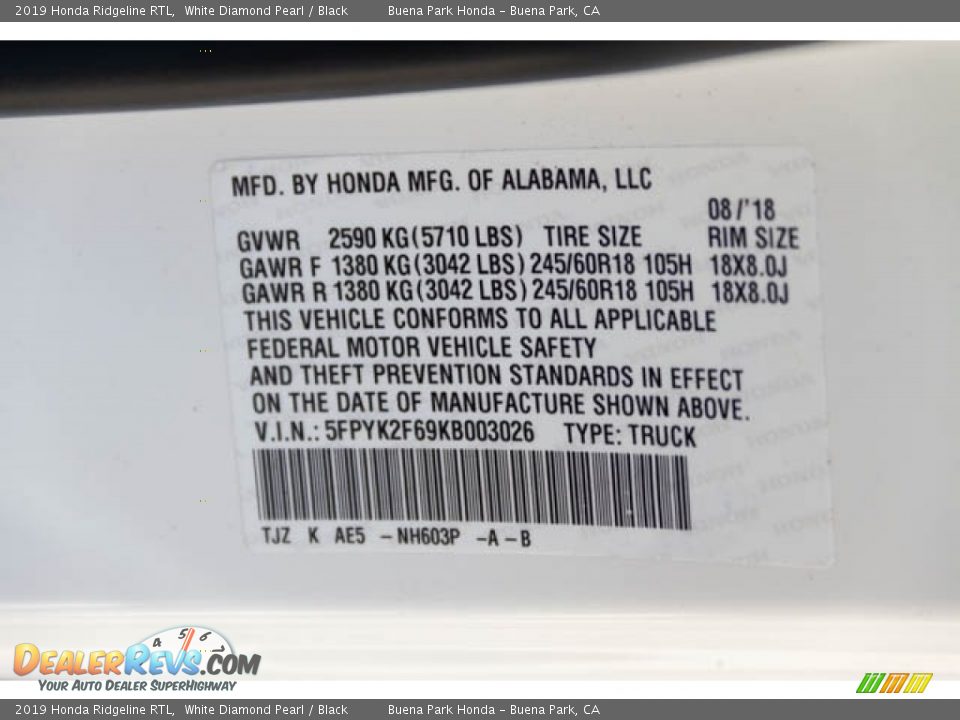 2019 Honda Ridgeline RTL, White Diamond Pearl / Black Buena Park Honda - Buena Park, CA
MFD. BY HONDA MFG. OF ALABAMA, LLC
08/'18
GVWR 2590 KG(5710 LBS) TIRE SIZE RIM SIZE
GAWR F 1380 KG(3042 LBS) 245/60R18 105H 18X8.0J
GAWR R 1380 KG(3042 LBS) 245/60R18 105H 18X8.0J
THIS VEHICLE CONFORMS TO ALL APPLICABLE
FEDERAL MOTOR VEHICLE SAFETY
AND THEFT PREVENTION STANDARDS IN EFFECT
ON THE DATE OF MANUFACTURE SHOWN ABOVE.
V.I.N.: 5FPYK2F69KB003026 TYPE: TRUCK
TJZ K AE5 -NH603P -A-B
4 5 6
DEALERREVS.COM
YOUR AUTO DEALER SUPERHIGHWAY
2019 Honda Ridgeline RTL, White Diamond Pearl / Black Buena Park Honda - Buena Park, CA